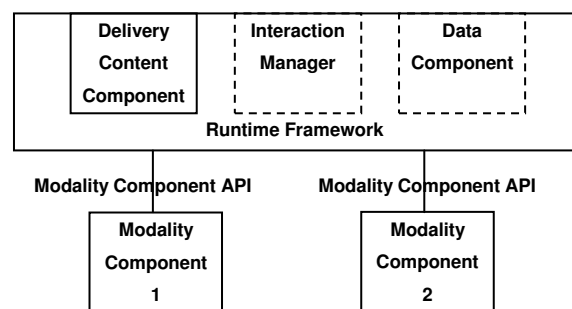 Delivery
Content
Component
Interaction
Manager
Data
Component
Runtime Framework
Modality Component API
Modality Component API
Modality
Component
1
Modality
Component
2